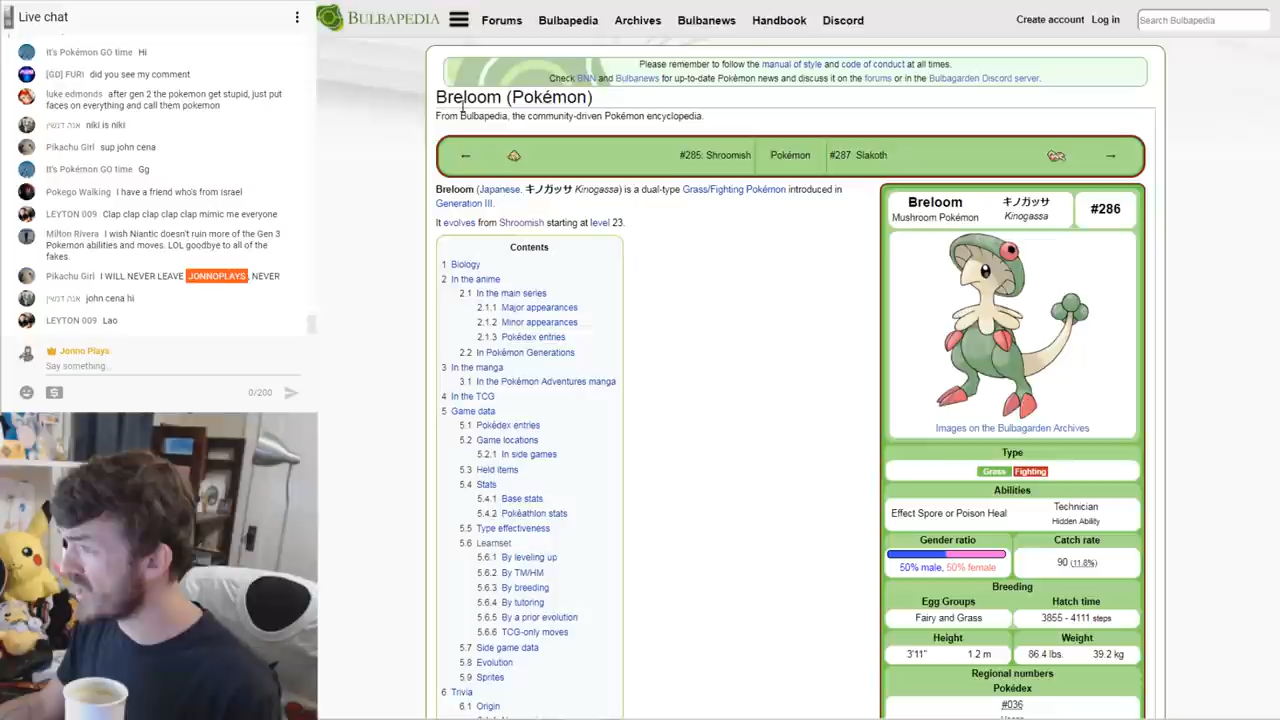 Live chat
It's Pokémon GO time Hi
[GD] FURI did you see my comment
luke edmonds after gen 2 the pokemon get stupid, just put
faces on everything and call them pokemon
אנה דנשין niki is niki
Pikachu Girl sup john cena
It's Pokémon GO time Gg
Pokego Walking I have a friend who's from israel
LEYTON 009 Clap clap clap clap mimic me everyone
Milton Rivera I wish Niantic doesn't ruin more of the Gen 3
Pokemon abilities and moves. LOL goodbye to all of the
fakes.
Pikachu Girl I WILL NEVER LEAVE JONNOPLAYS NEVER
אנה דנשין john cena hi
LEYTON 009 Lao
Jonno Plays
Say something...
0/200
BULBAPEDIA
Forums Bulbapedia Archives Bulbanews Handbook Discord
Create account Log in Search Bulbapedia
Please remember to follow the manual of style and code of conduct at all times.
Check BNN and Bulbanews for up-to-date Pokémon news and discuss it on the forums or in the Bulbagarden Discord server.
Breloom (Pokémon)
From Bulbapedia, the community-driven Pokémon encyclopedia.
← #285: Shroomish Pokémon #287 Slakoth →
Breloom (Japanese: キノガッサ Kinogassa) is a dual-type Grass/Fighting Pokémon introduced in
Generation III.
It evolves from Shroomish starting at level 23.
Contents
1 Biology
2 In the anime
2.1 In the main series
2.1.1 Major appearances
2.1.2 Minor appearances
2.1.3 Pokédex entries
2.2 In Pokémon Generations
3 In the manga
3.1 In the Pokémon Adventures manga
4 In the TCG
5 Game data
5.1 Pokédex entries
5.2 Game locations
5.2.1 In side games
5.3 Held items
5.4 Stats
5.4.1 Base stats
5.4.2 Pokéathlon stats
5.5 Type effectiveness
5.6 Learnset
5.6.1 By leveling up
5.6.2 By TM/HM
5.6.3 By breeding
5.6.4 By tutoring
5.6.5 By a prior evolution
5.6.6 TCG-only moves
5.7 Side game data
5.8 Evolution
5.9 Sprites
6 Trivia
6.1 Origin
Breloom キノガッサ #286
Mushroom Pokémon Kinogassa
Images on the Bulbagarden Archives
Type
Grass Fighting
Abilities
Effect Spore or Poison Heal Technician
Hidden Ability
Gender ratio Catch rate
50% male, 50% female 90 (11.8%)
Breeding
Egg Groups Hatch time
Fairy and Grass 3855 - 4111 steps
Height Weight
3'11" 1.2 m 86.4 lbs. 39.2 kg
Regional numbers
Pokédex
#036